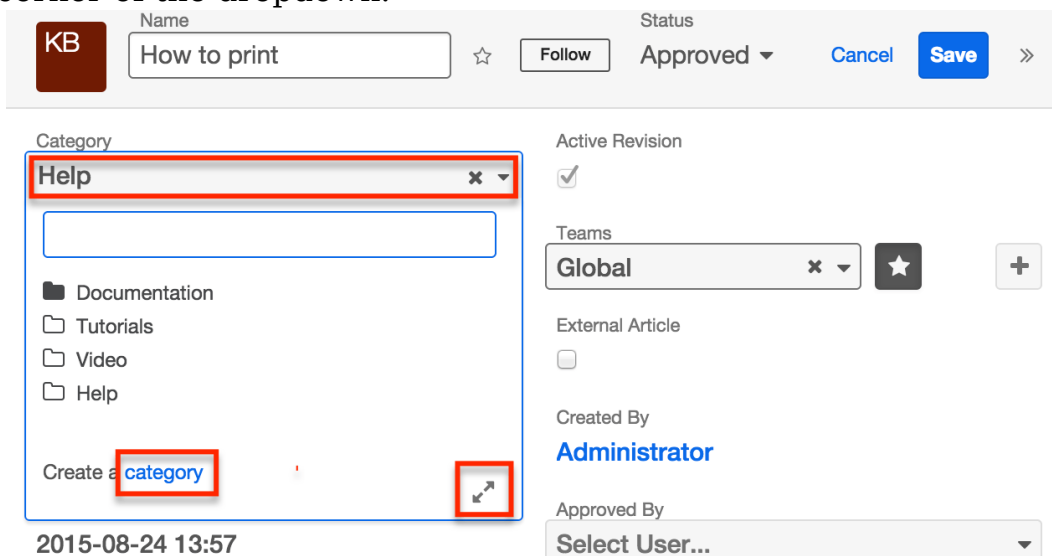 corner of the dropdown.
KB
Name
How to print
Follow
Status
Approved
Cancel
Save
Category
Help
Documentation
Tutorials
Video
Help
Create a category
2015-08-24 13:57
Active Revision
Teams
Global
External Article
Created By
Administrator
Approved By
Select User...